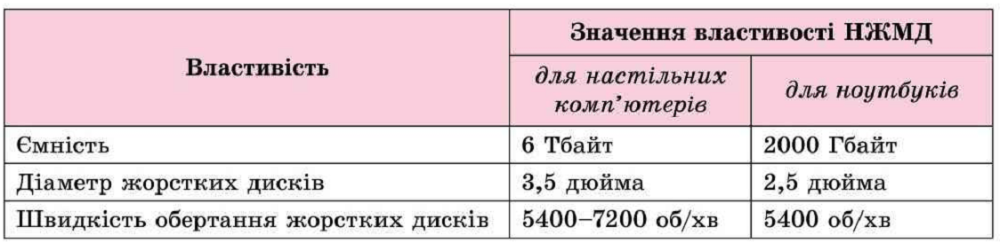 Властивість
Значення властивості НЖМД
для настільних
комп’ютерів
для ноутбуків
Ємність
6 Тбайт
2000 Гбайт
Діаметр жорстких дисків
3,5 дюйма
2,5 дюйма
Швидкість обертання жорстких дисків
5400–7200 об/хв
5400 об/хв